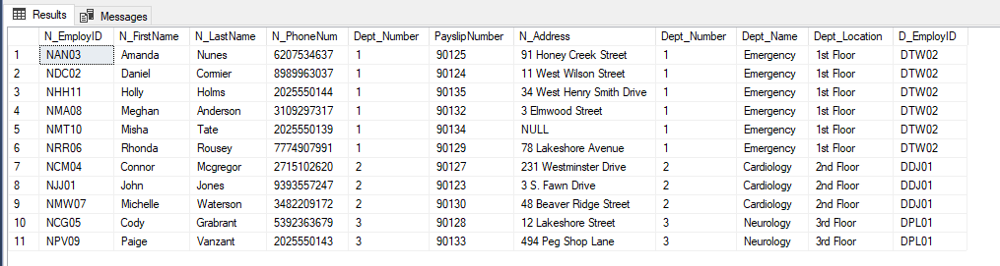 Results Messages
N_EmployID N_FirstName N_LastName N_PhoneNum Dept_Number PayslipNumber N_Address Dept_Number Dept_Name Dept_Location D_EmployID
1 NAN03 Amanda Nunes 6207534637 1 90125 91 Honey Creek Street 1 Emergency 1st Floor DTW02
2 NDC02 Daniel Comier 8989963037 1 90124 11 West Wilson Street 1 Emergency 1st Floor DTW02
3 NHH11 Holly Holms 2025550144 1 90135 34 West Henry Smith Drive 1 Emergency 1st Floor DTW02
4 NMA08 Meghan Anderson 3109297317 1 90132 3 Elmwood Street 1 Emergency 1st Floor DTW02
5 NMT10 Misha Tate 2025550139 1 90134 NULL 1 Emergency 1st Floor DTW02
6 NRR06 Rhonda Rousey 7774907991 1 90129 78 Lakeshore Avenue 1 Emergency 1st Floor DTW02
7 NCM04 Connor Mcgregor 2715102620 2 90127 231 Westminster Drive 2 Cardiology 2nd Floor DDJ01
8 NJJ01 John Jones 9393557247 2 90123 3 S. Fawn Drive 2 Cardiology 2nd Floor DDJ01
9 NMW07 Michelle Waterson 3482209172 2 90130 48 Beaver Ridge Street 2 Cardiology 2nd Floor DDJ01
10 NCG05 Cody Grabrant 5392363679 3 90128 12 Lakeshore Street 3 Neurology 3rd Floor DPL01
11 NPV09 Paige Vanzant 2025550143 3 90133 494 Peg Shop Lane 3 Neurology 3rd Floor DPL01